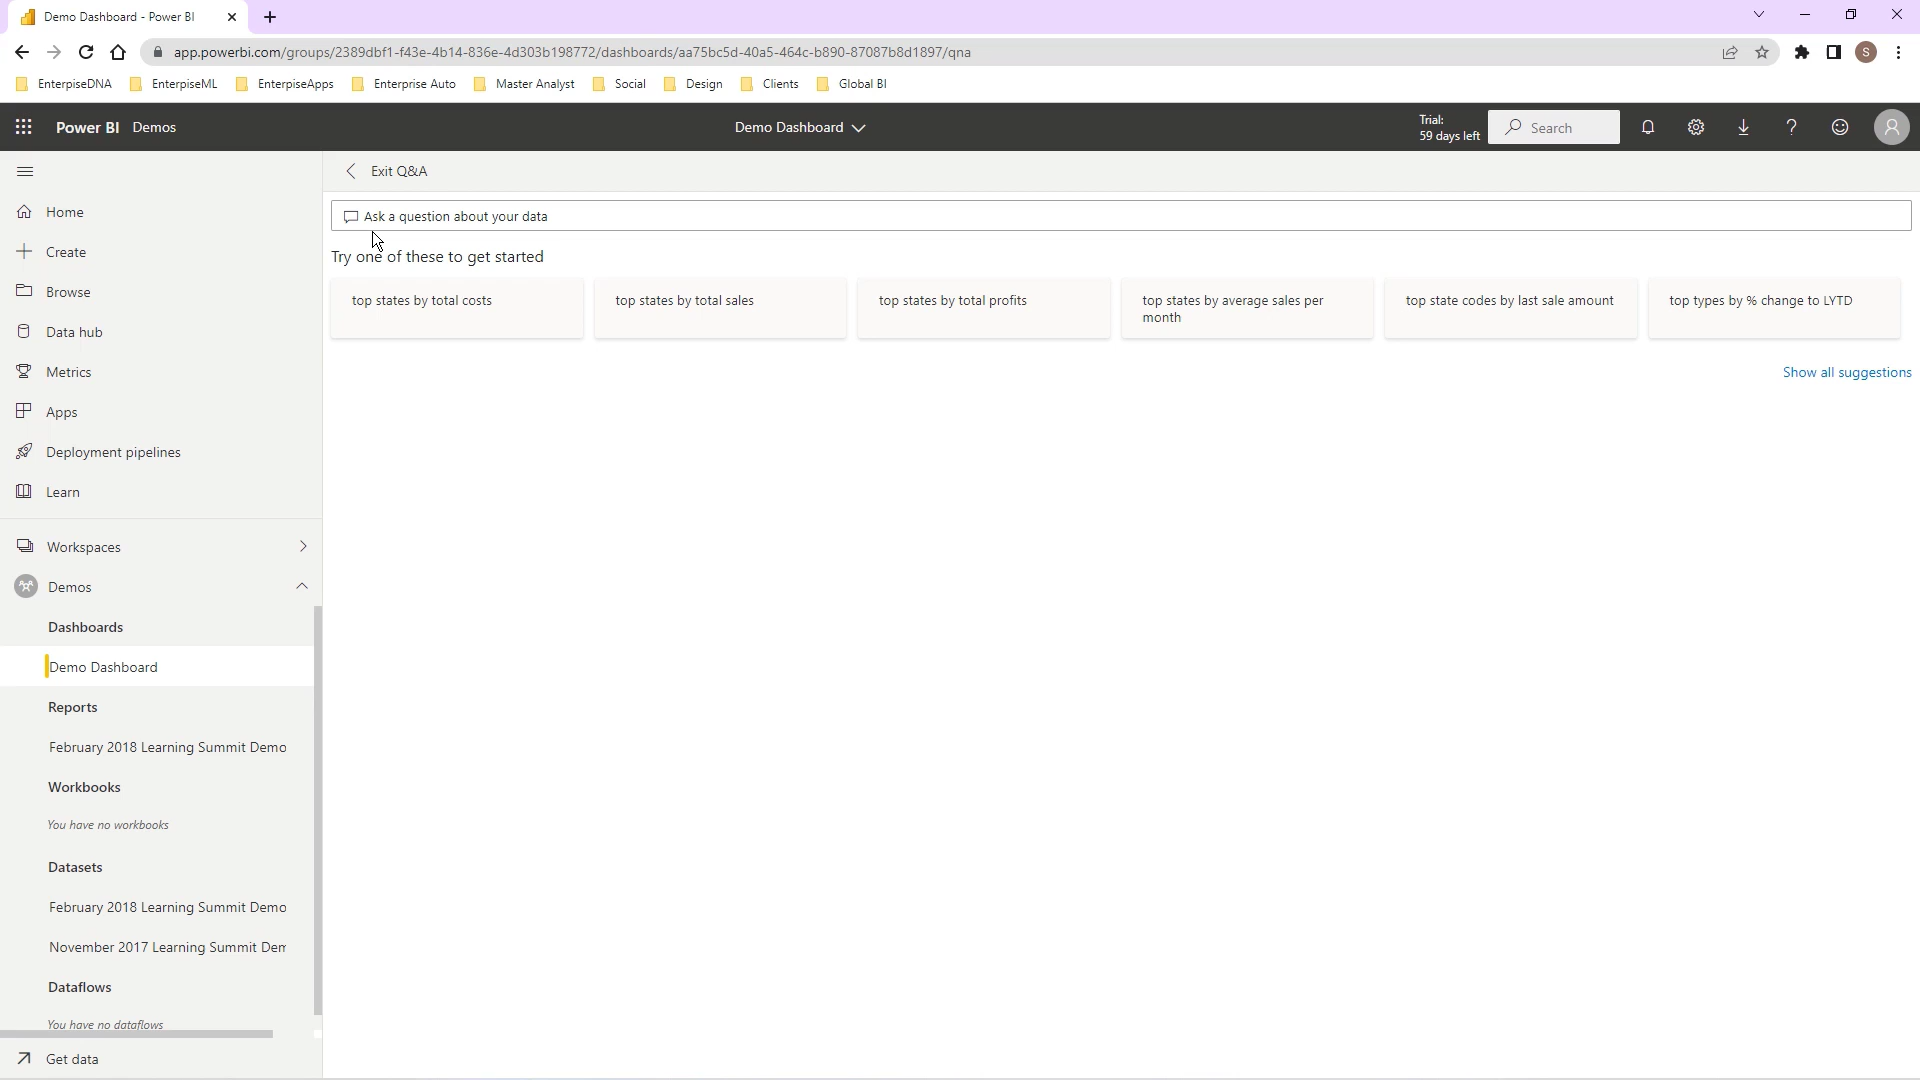 Demo Dashboard - Power BI
app.powerbi.com/groups/2389dbf1-f43e-4b14-836e-4d303b198772/dashboards/aa75bc5d-40a5-464c-b890-87087b8d1897/qna
S
EnterpiseDNA
EnterpiseML
EnterpiseApps
Enterprise Auto
Master Analyst
Social
Design
Clients
Global BI
Power BI
Demos
Demo Dashboard
Trial:
59 days left
Search
Exit Q&A
Ask a question about your data
Try one of these to get started
top states by total costs
top states by total sales
top states by total profits
top states by average sales per
month
top state codes by last sale amount
top types by % change to LYTD
Show all suggestions
Home
Create
Browse
Data hub
Metrics
Apps
Deployment pipelines
Learn
Workspaces
Demos
Dashboards
Demo Dashboard
Reports
February 2018 Learning Summit Demo
Workbooks
You have no workbooks
Datasets
February 2018 Learning Summit Demo
November 2017 Learning Summit Dem
Dataflows
You have no dataflows
Get data